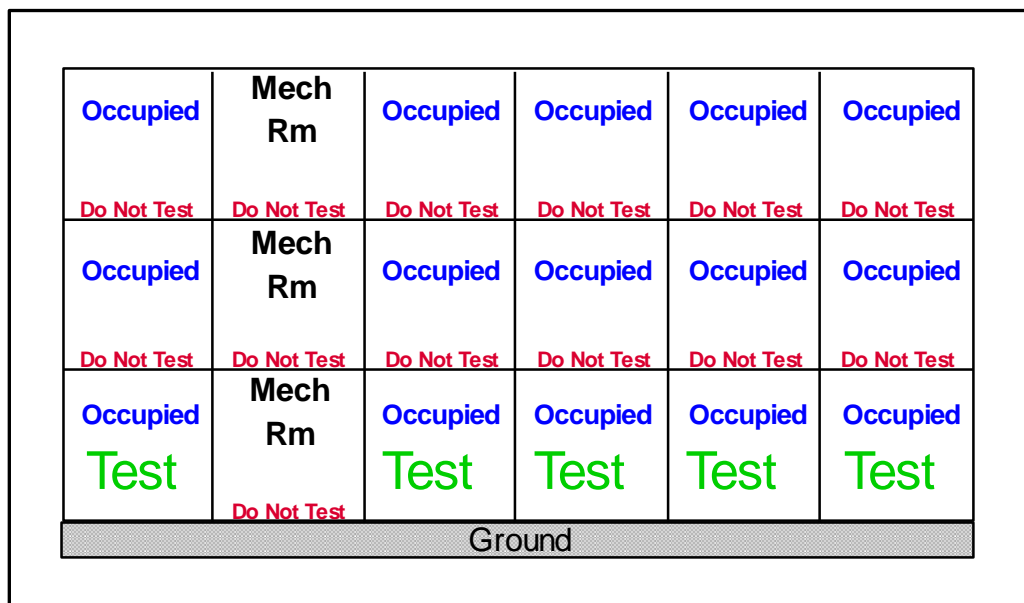 Occupied Mech Rm Occupied Occupied Occupied Occupied
Do Not Test Do Not Test Do Not Test Do Not Test Do Not Test Do Not Test
Occupied Mech Rm Occupied Occupied Occupied Occupied
Do Not Test Do Not Test Do Not Test Do Not Test Do Not Test Do Not Test
Occupied Mech Rm Occupied Occupied Occupied Occupied
Test Test Test Test Test
Do Not Test
Ground